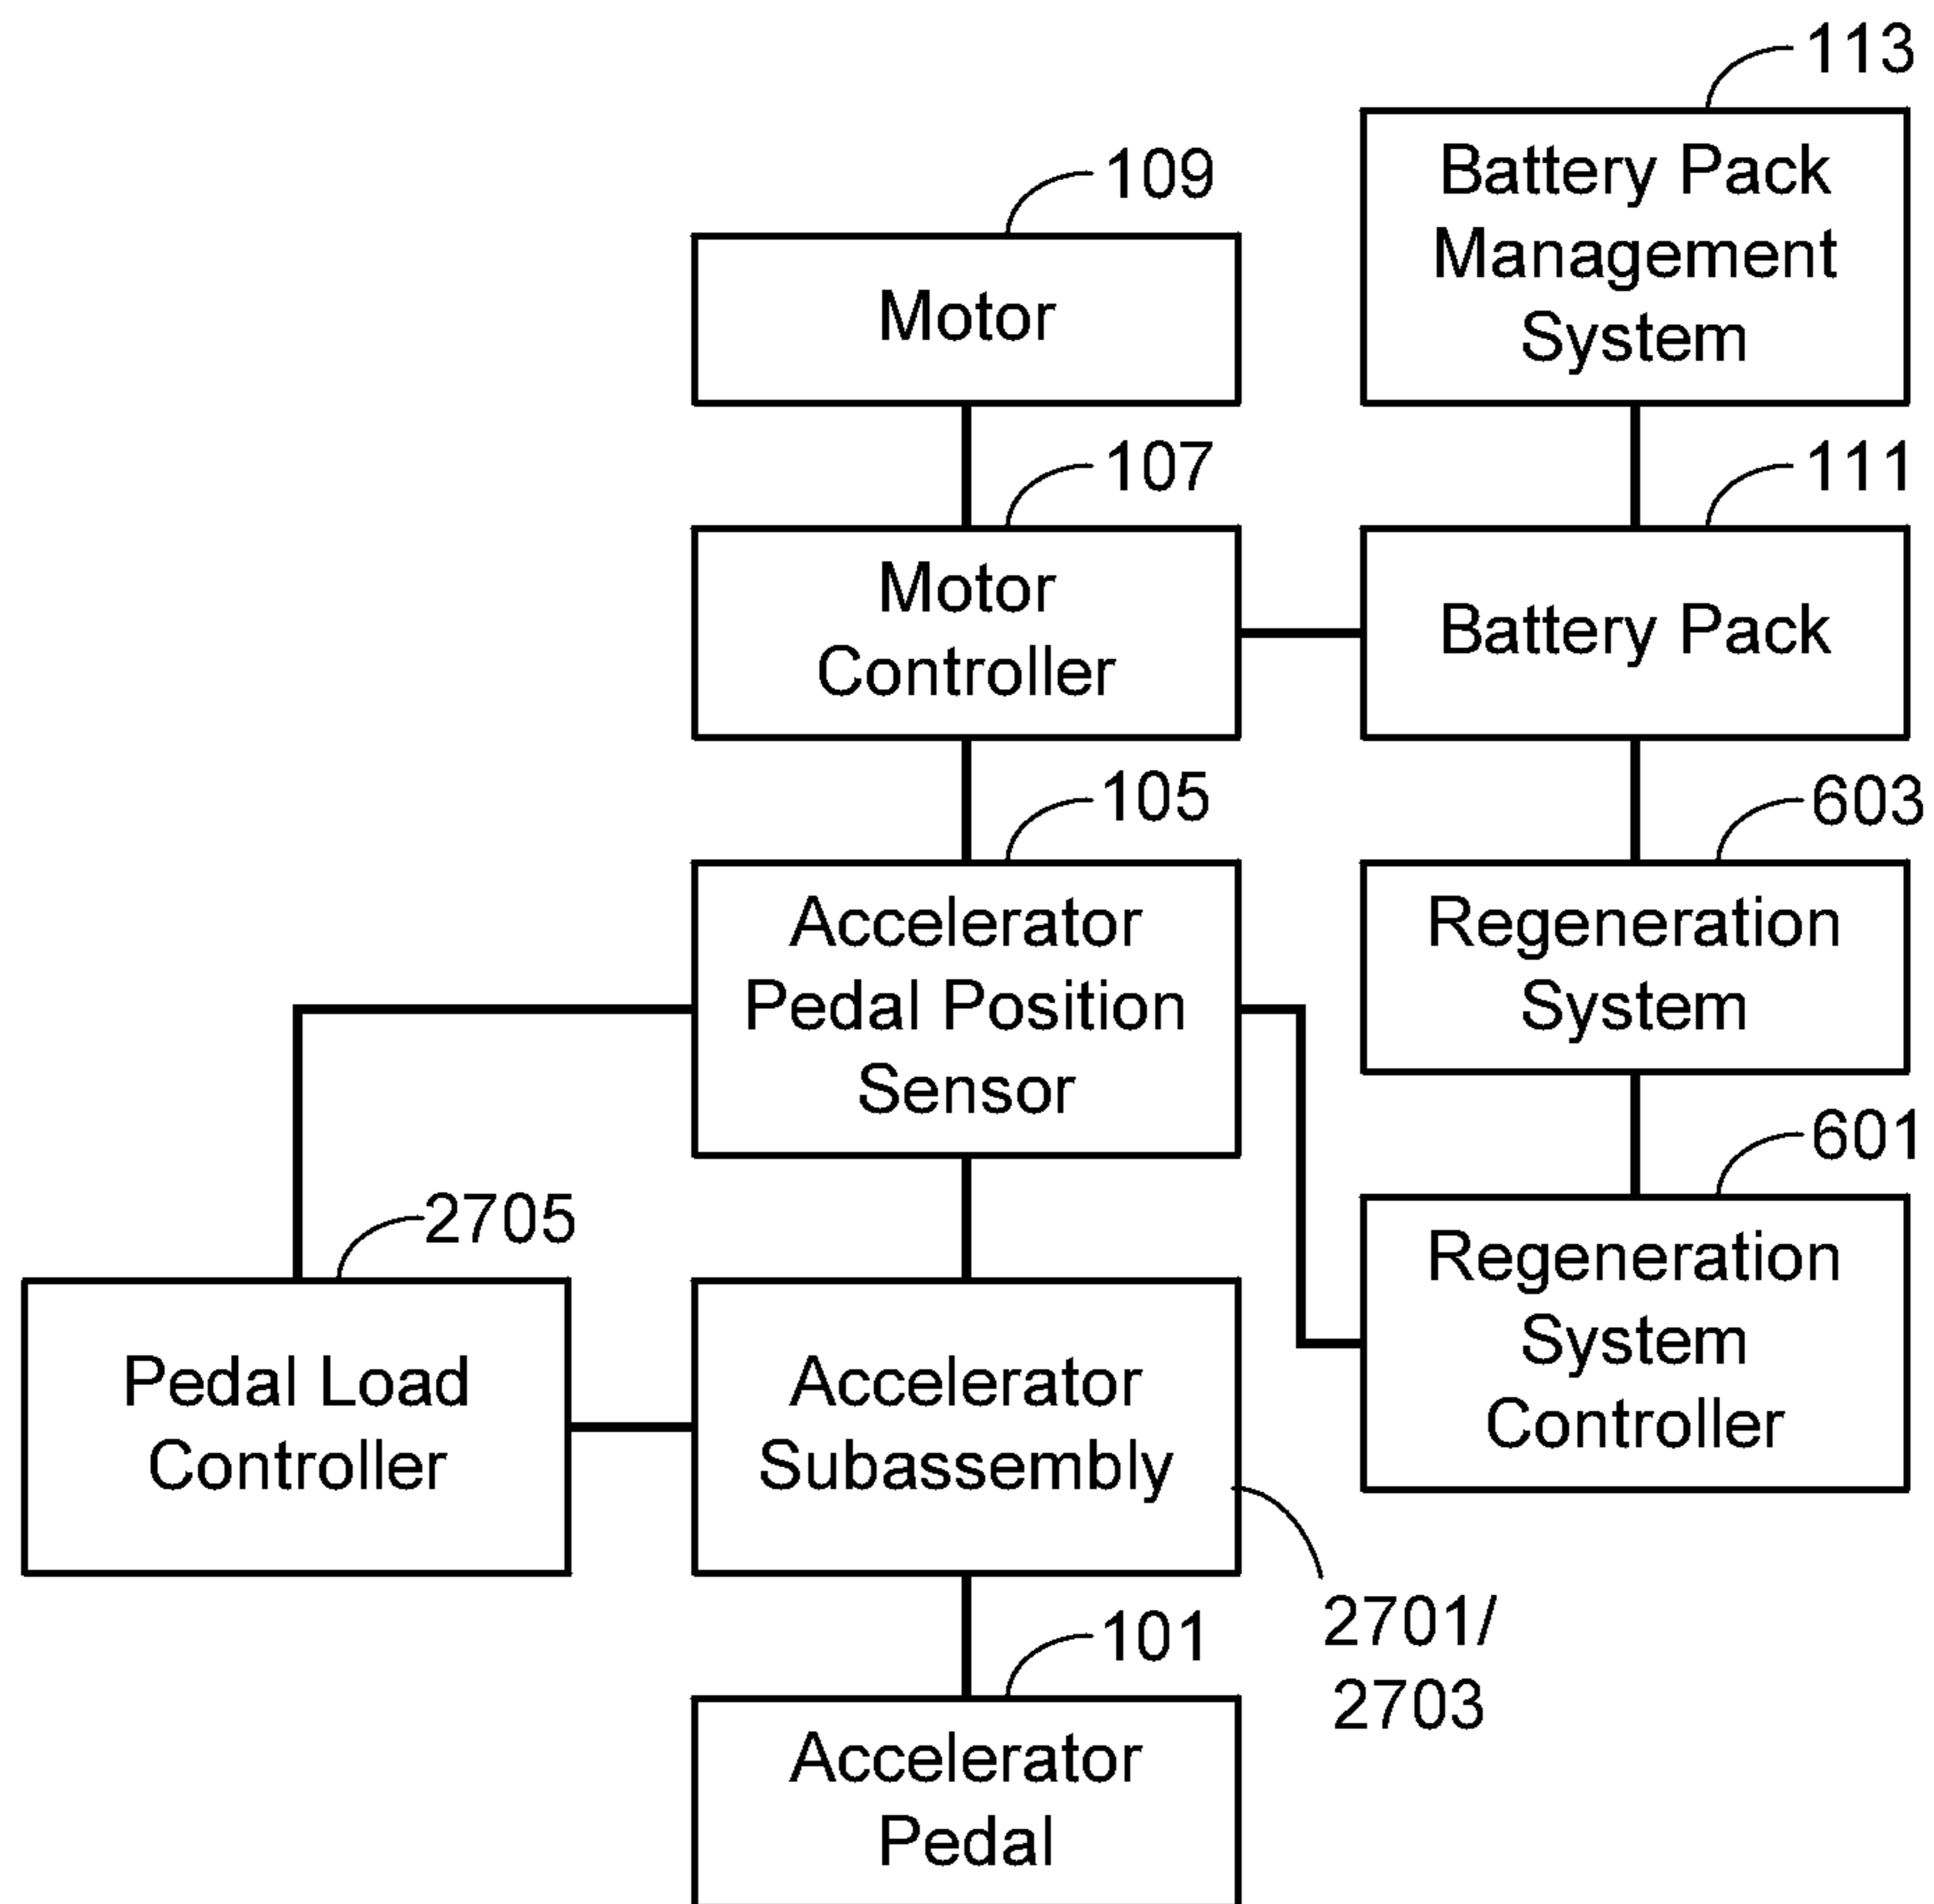 113
Battery Pack
Management
System
109
Motor
107
Motor
Controller
111
Battery Pack
105
Accelerator
Pedal Position
Sensor
603
Regeneration
System
601
Regeneration
System
Controller
2705
Pedal Load
Controller
Accelerator
Subassembly
2701/
2703
101
Accelerator
Pedal